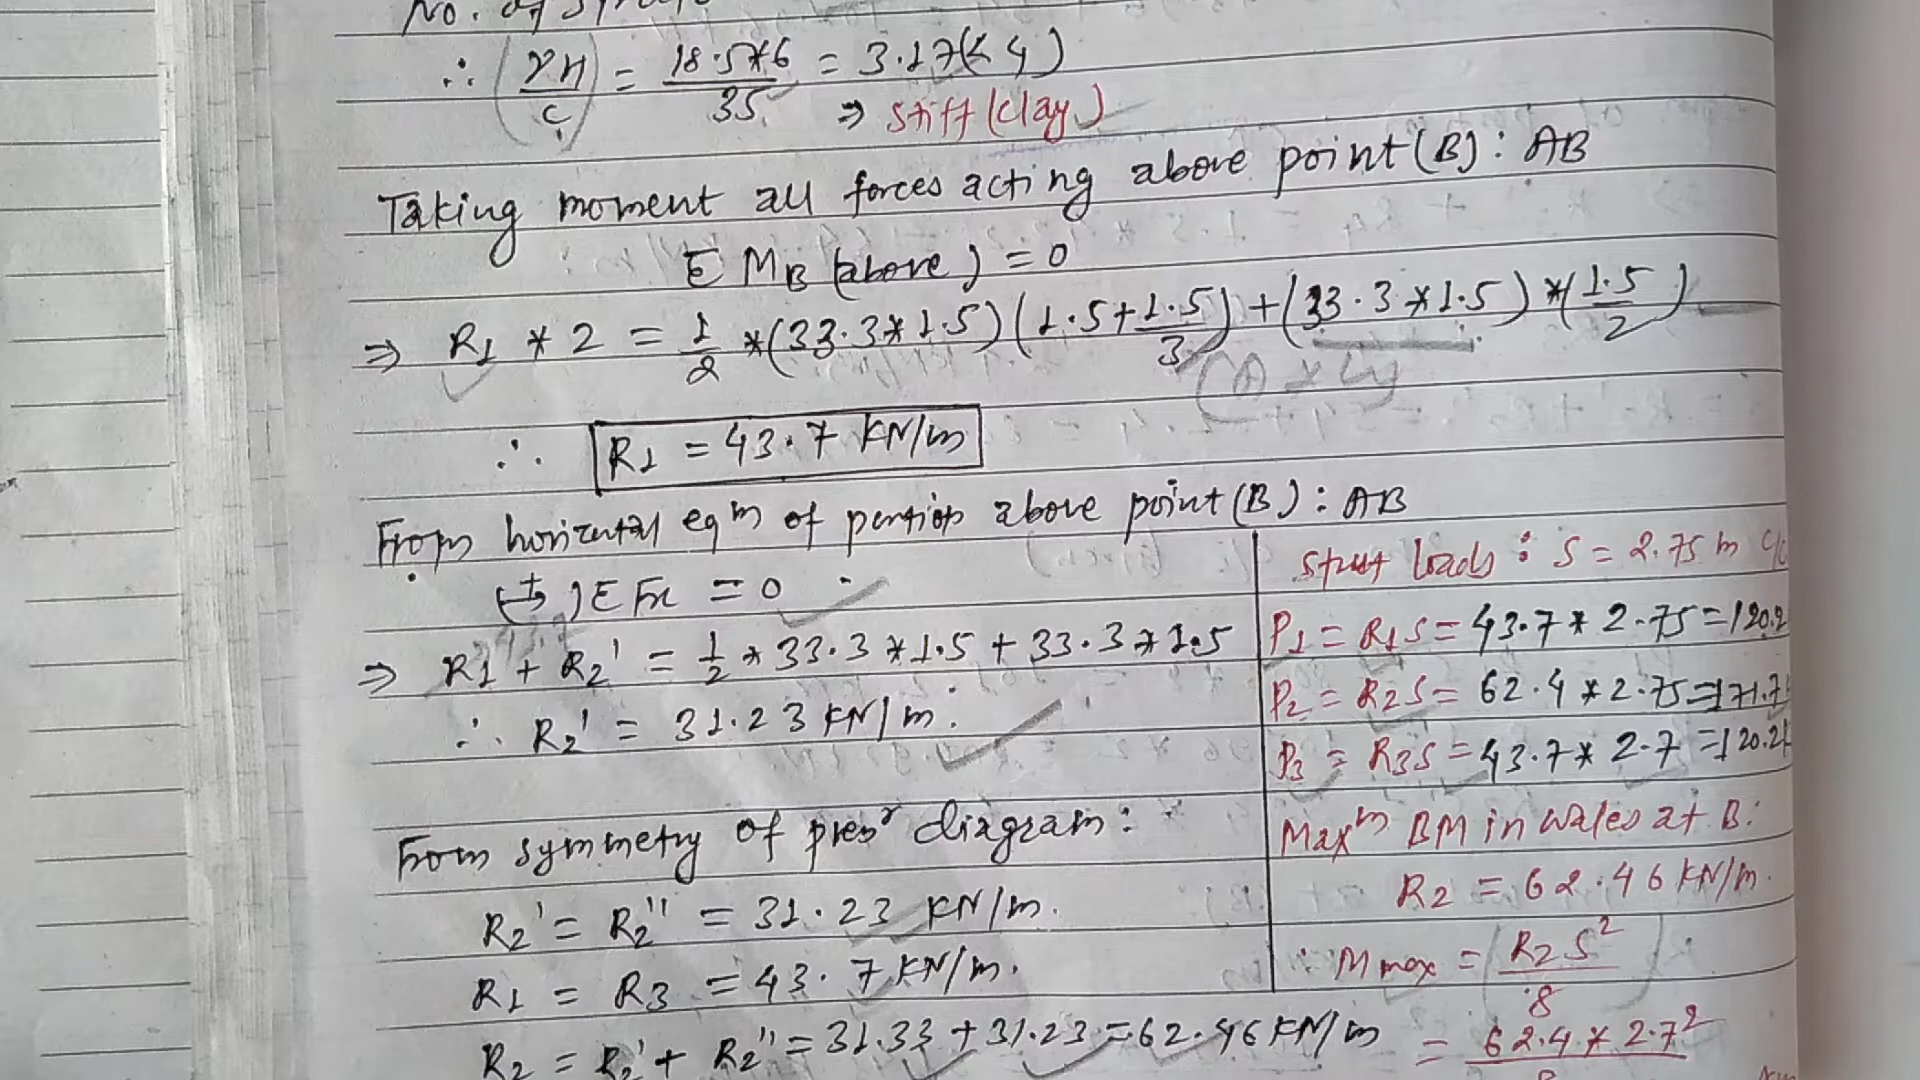 No. of
∴ (γH/c) = 18.5*6/35 = 3.17(< 4)
⇒ stiff (clay)
Taking moment all forces acting above point (B): AB
Σ MB (above) = 0
⇒ R1 * 2 = 1/2 *(33.3*1.5)(1.5+1.5/3)+(33.3*1.5)*(1.5/2)
∴ R1 = 43.7 KN/m
From horizontal eqm of portion above point (B): AB
(+→) Σ Fx = 0
⇒ R1 + R2' = 1/2 * 33.3 * 1.5 + 33.3 * 1.5
∴ R2' = 31.23 KN/m.
From symmetry of presr diagram:
R2' = R2'' = 31.23 KN/m.
R1 = R3 = 43.7 KN/m.
R2 = R2' + R2'' = 31.33 + 31.23 = 62.46 KN/m
Strut loads: S = 2.75 m c/c
P1 = R1S = 43.7 * 2.75 = 120.2
P2 = R2S = 62.4 * 2.75 = 171.7
P3 = R3S = 43.7 * 2.7 = 120.2
Maxm BM in wales at B:
R2 = 62.46 KN/m.
∴ Mmax = (R2S²/8)
= 62.4 * 2.7²